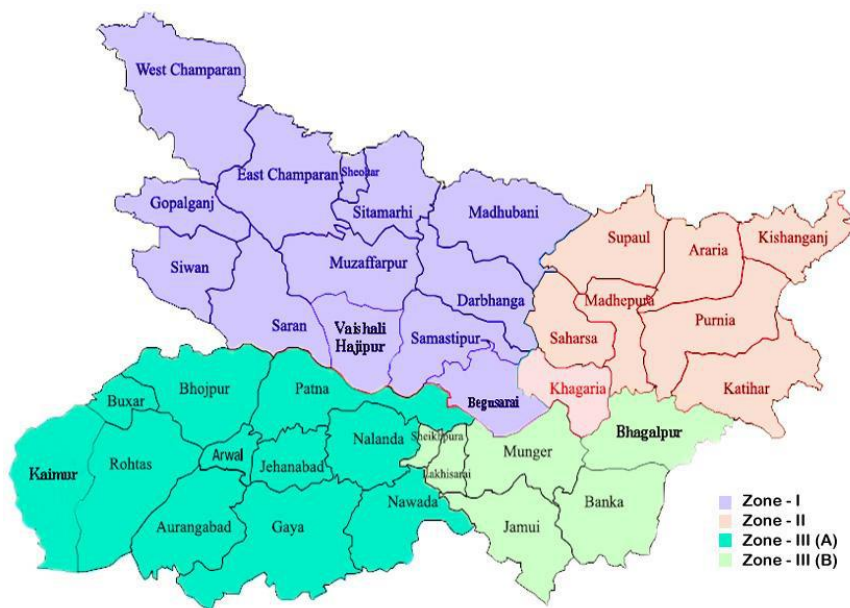 West Champaran
East Champaran
Sheohar
Gopalganj
Sitamarhi
Madhubani
Siwan
Muzaffarpur
Darbhanga
Saran
Vaishali
Hajipur
Samastipur
Begusarai
Supaul
Araria
Kishanganj
Madhepura
Saharsa
Purnia
Khagaria
Katihar
Buxar
Bhojpur
Patna
Kaimur
Rohtas
Arwal
Jehanabad
Nalanda
Sheikhpura
Lakhisarai
Munger
Bhagalpur
Aurangabad
Gaya
Nawada
Jamui
Banka
Zone - I
Zone - II
Zone - III (A)
Zone - III (B)